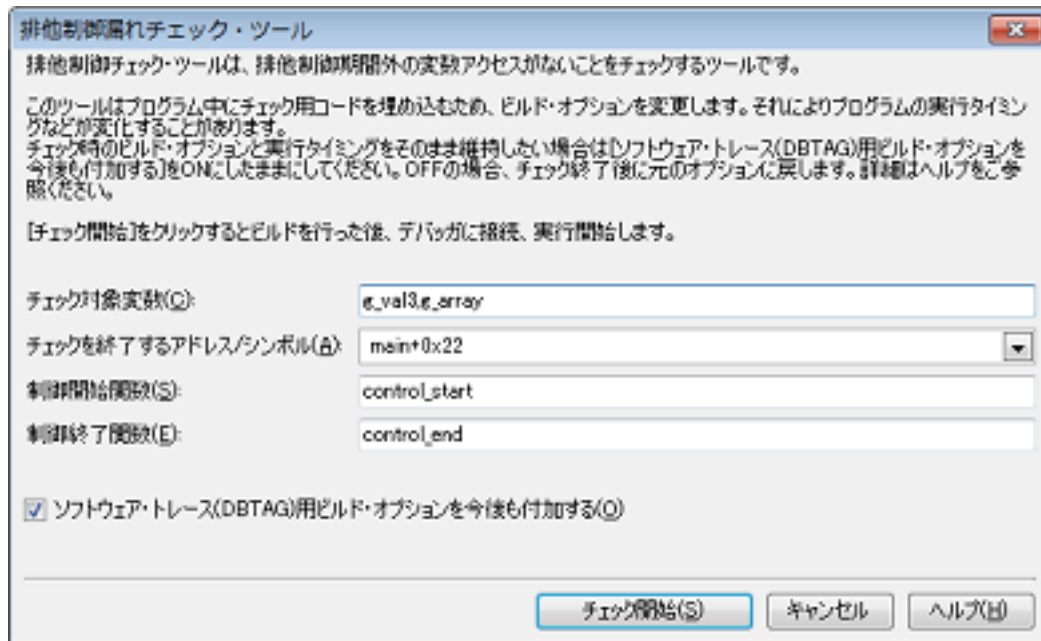 排他制御漏れチェック・ツール
排他制御チェック・ツールは、排他制御期間外の変数アクセスがないことをチェックするツールです。
このツールはプログラム中にチェック用コードを埋め込むため、ビルド・オプションを変更します。それによりプログラムの実行タイミン
グなどが変化することがあります。
チェック時のビルド・オプションと実行タイミングをそのまま維持したい場合は[ソフトウェア・トレース(DBTAG)用ビルド・オプションを
今後も付加する]をONにしたままにしてください。OFFの場合、チェック終了後に元のオプションに戻します。詳細はヘルプをご参
照ください。
[チェック開始]をクリックするとビルドを行った後、デバッガに接続、実行開始します。
チェック対象変数(C): g_val3,g_array
チェックを終了するアドレス/シンボル(A): main+0x22
制御開始関数(S): control_start
制御終了関数(E): control_end
ソフトウェア・トレース(DBTAG)用ビルド・オプションを今後も付加する(O)
チェック開始(S) キャンセル ヘルプ(H)